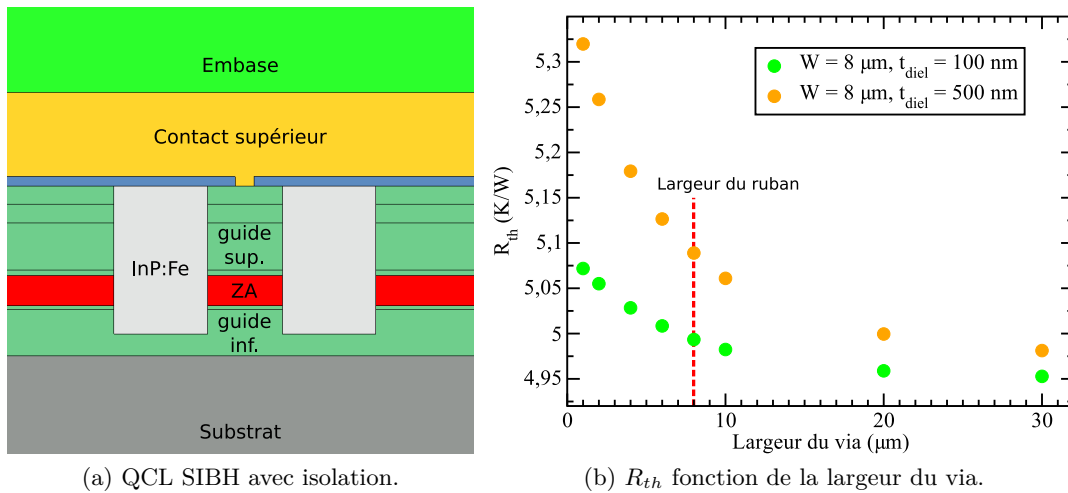 Embase
Contact supérieur
guide
sup.
InP:Fe
ZA
guide
inf.
Substrat
(a) QCL SIBH avec isolation.
R_th (K/W)
5,3
5,25
5,2
5,15
5,1
5,05
5
4,95
W = 8 μm, t_diel = 100 nm
W = 8 μm, t_diel = 500 nm
Largeur du ruban
0 10 20 30
Largeur du via (μm)
(b) R_th fonction de la largeur du via.